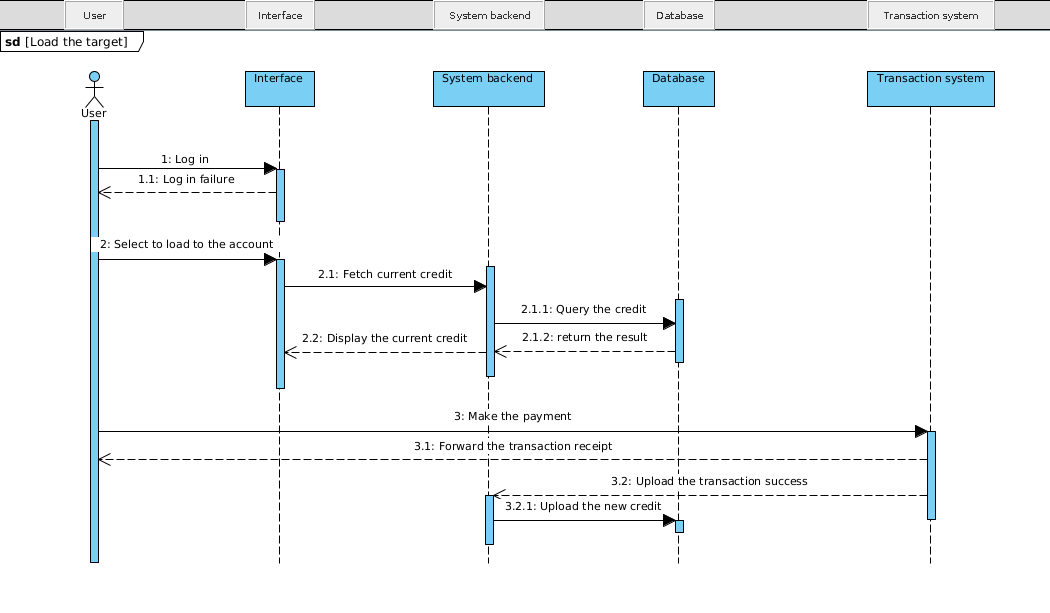 User Interface System backend Database Transaction system
sd [Load the target]
Interface System backend Database Transaction system
User
1: Log in
1.1: Log in failure
2: Select to load to the account
2.1: Fetch current credit
2.1.1: Query the credit
2.2: Display the current credit 2.1.2: return the result
3: Make the payment
3.1: Forward the transaction receipt
3.2: Upload the transaction success
3.2.1: Upload the new credit